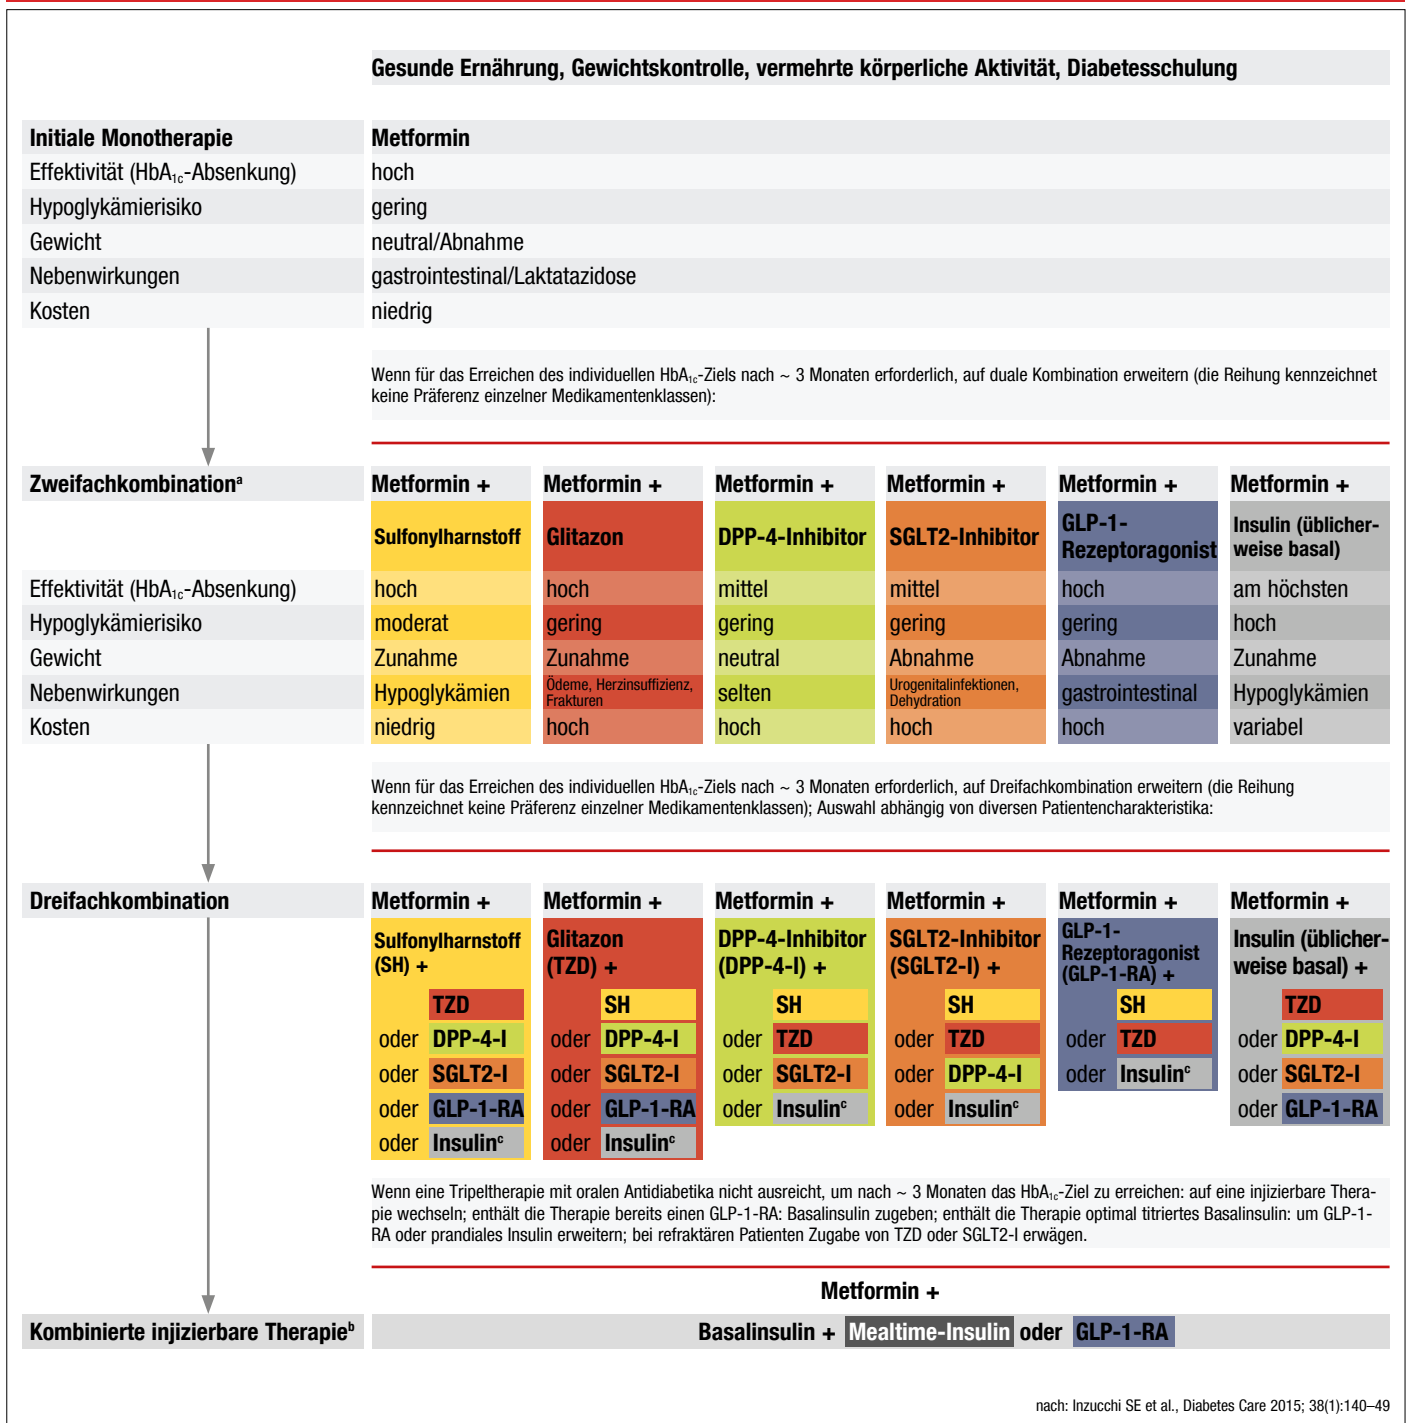 Gesunde Ernährung, Gewichtskontrolle, vermehrte körperliche Aktivität, Diabetesschulung
Initiale Monotherapie Metformin
Effektivität (HbA1c-Absenkung) hoch
Hypoglykämierisiko gering
Gewicht neutral/Abnahme
Nebenwirkungen gastrointestinal/Laktatazidose
Kosten niedrig
Wenn für das Erreichen des individuellen HbA1c-Ziels nach ~ 3 Monaten erforderlich, auf duale Kombination erweitern (die Reihung kennzeichnet
keine Präferenz einzelner Medikamentenklassen):
Zweifachkombinationᵃ Metformin + Metformin + Metformin + Metformin + Metformin + Metformin +
Sulfonylharnstoff Glitazon DPP-4-Inhibitor SGLT2-Inhibitor GLP-1-
Rezeptoragonist Insulin (üblicher-
weise basal)
Effektivität (HbA1c-Absenkung) hoch hoch mittel mittel hoch am höchsten
Hypoglykämierisiko moderat gering gering gering gering hoch
Gewicht Zunahme Zunahme neutral Abnahme Abnahme Zunahme
Nebenwirkungen Hypoglykämien Ödeme, Herzinsuffizienz,
Frakturen selten Urogenitalinfektionen,
Dehydration gastrointestinal Hypoglykämien
Kosten niedrig hoch hoch hoch hoch variabel
Wenn für das Erreichen des individuellen HbA1c-Ziels nach ~ 3 Monaten erforderlich, auf Dreifachkombination erweitern (die Reihung
kennzeichnet keine Präferenz einzelner Medikamentenklassen); Auswahl abhängig von diversen Patientencharakteristika:
Dreifachkombination Metformin + Metformin + Metformin + Metformin + Metformin + Metformin +
Sulfonylharnstoff
(SH) +
TZD
oder DPP-4-I
oder SGLT2-I
oder GLP-1-RA
oder Insulinᶜ
Glitazon
(TZD) +
SH
oder DPP-4-I
oder SGLT2-I
oder GLP-1-RA
oder Insulinᶜ
DPP-4-Inhibitor
(DPP-4-I) +
SH
oder TZD
oder SGLT2-I
oder Insulinᶜ
SGLT2-Inhibitor
(SGLT2-I) +
SH
oder TZD
oder DPP-4-I
oder Insulinᶜ
GLP-1-
Rezeptoragonist
(GLP-1-RA) +
SH
oder TZD
oder Insulinᶜ
Insulin (üblicher-
weise basal) +
TZD
oder DPP-4-I
oder SGLT2-I
oder GLP-1-RA
Wenn eine Tripeltherapie mit oralen Antidiabetika nicht ausreicht, um nach ~ 3 Monaten das HbA1c-Ziel zu erreichen: auf eine injizierbare Thera-
pie wechseln; enthält die Therapie bereits einen GLP-1-RA: Basalinsulin zugeben; enthält die Therapie optimal titriertes Basalinsulin: um GLP-1-
RA oder prandiales Insulin erweitern; bei refraktären Patienten Zugabe von TZD oder SGLT2-I erwägen.
Metformin +
Kombinierte injizierbare Therapieᵇ Basalinsulin + Mealtime-Insulin oder GLP-1-RA
nach: Inzucchi SE et al., Diabetes Care 2015; 38(1):140–49